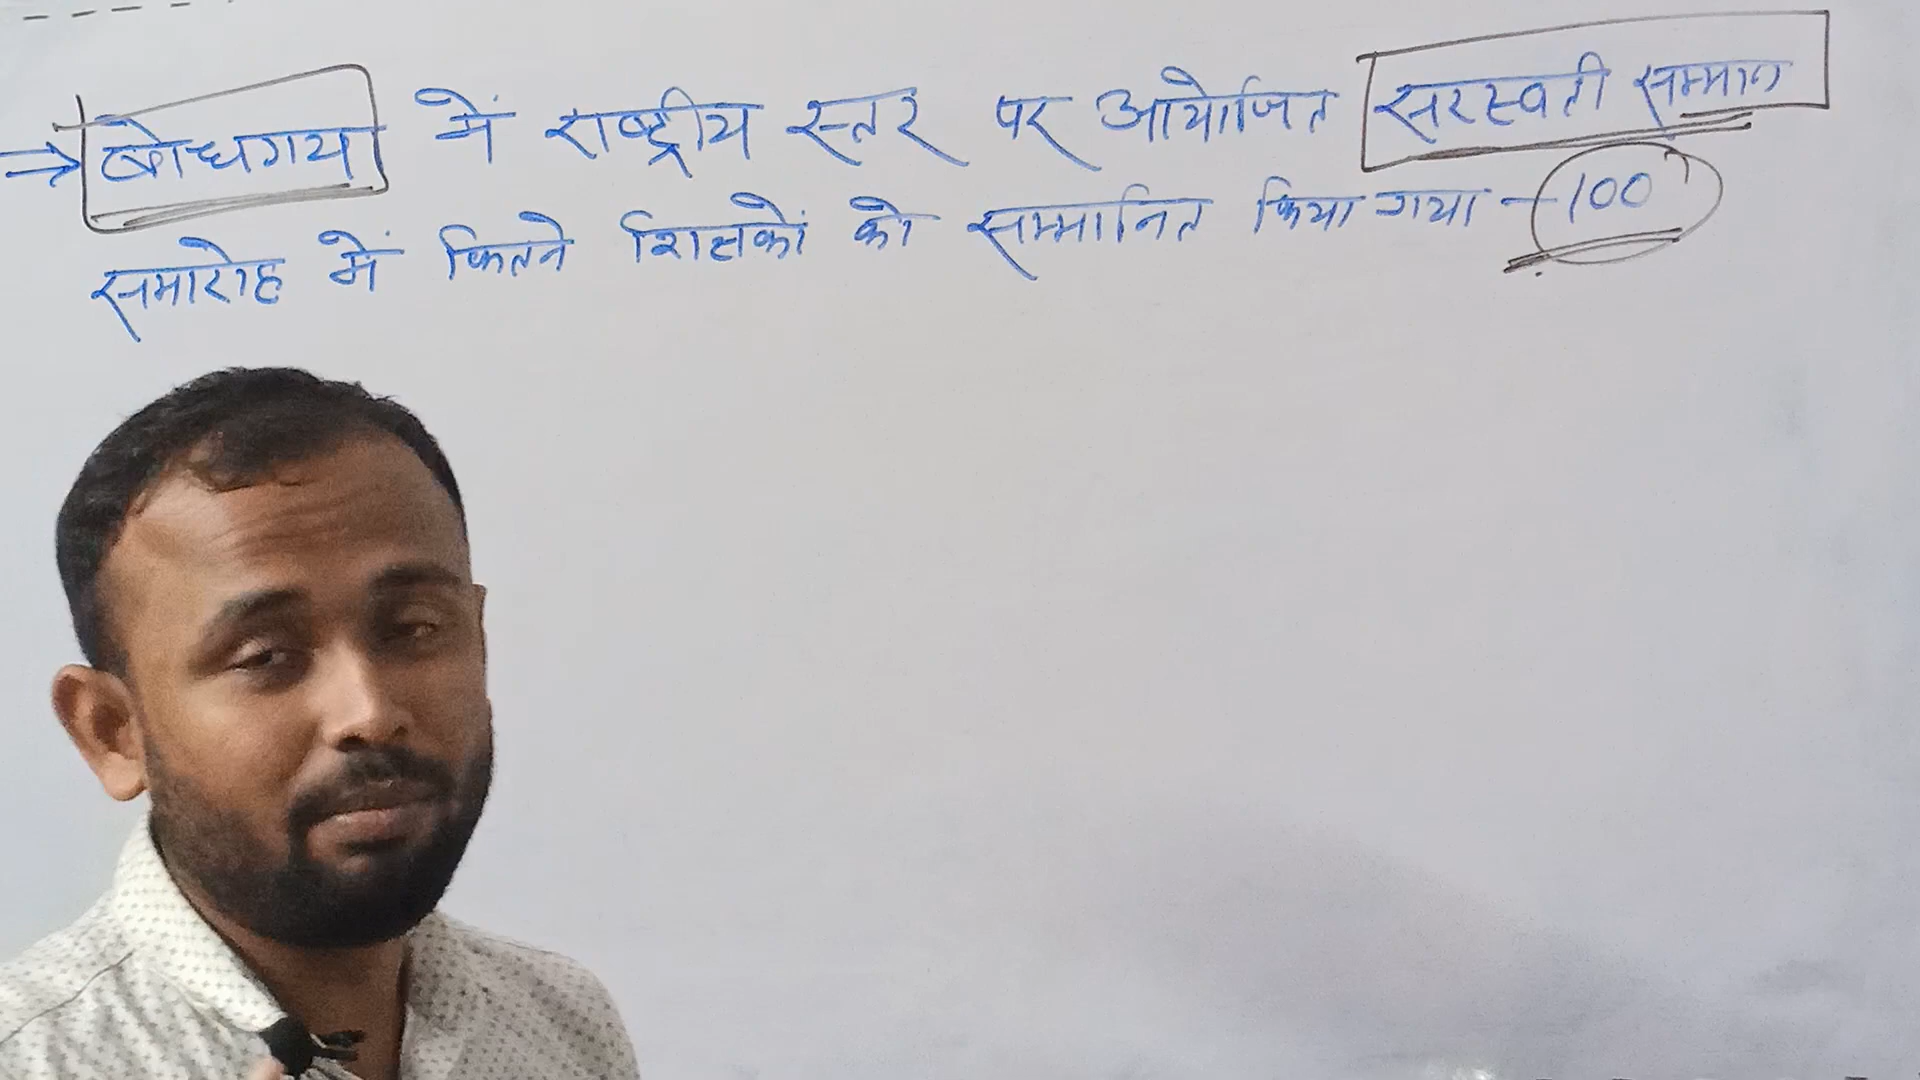 → बोधगया में राष्ट्रीय स्तर पर आयोजित सरस्वती सम्मान
समारोह में कितने शिक्षकों को सम्मानित किया गया - 100